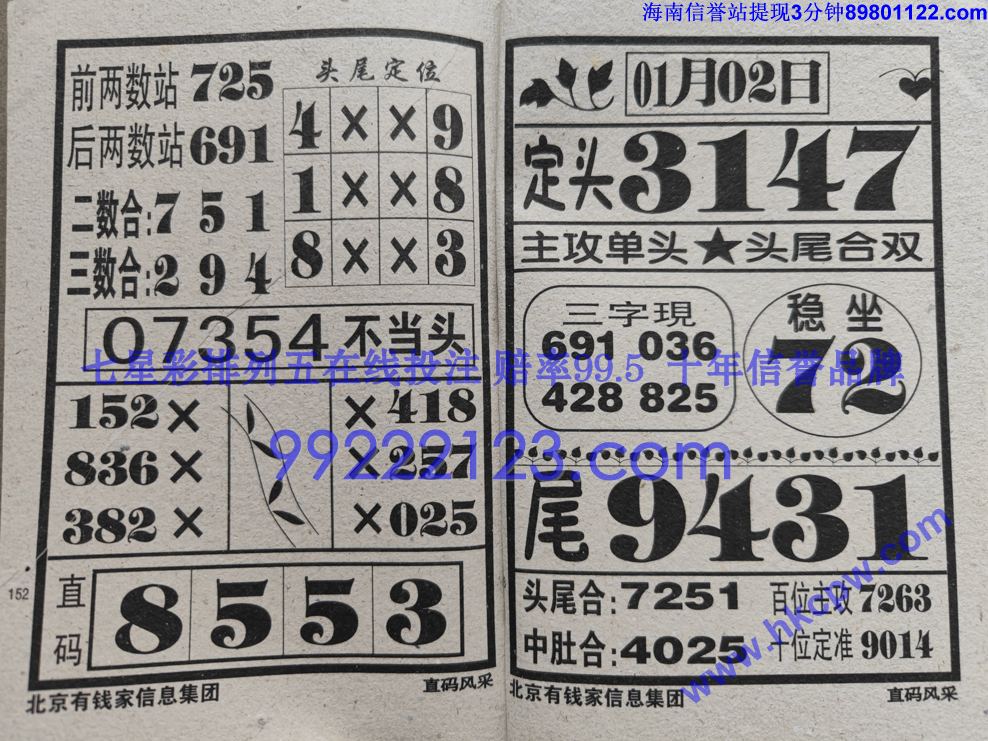 海南信誉站提现3分钟89801122.com
前两数站 725
后两数站 691
二数合:7 5 1
三数合:2 9 4
头尾定位
4 × × 9
1 × × 8
8 × × 3
07354 不当头
152×
836×
382×
×418
×257
×025
直码 8 5 5 3
152
北京有钱家信息集团
直码风采
01月02日
定头 3147
主攻单头★头尾合双
三字現
691 036
428 825
稳坐
72
尾 9431
头尾合:7251
百位主攻 7263
中肚合:4025
十位定准 9014
北京有钱家信息集团
直码风采
七星彩排列五在线投注 赔率99.5 十年信誉品牌
99222123.com
www.hkcpw.com